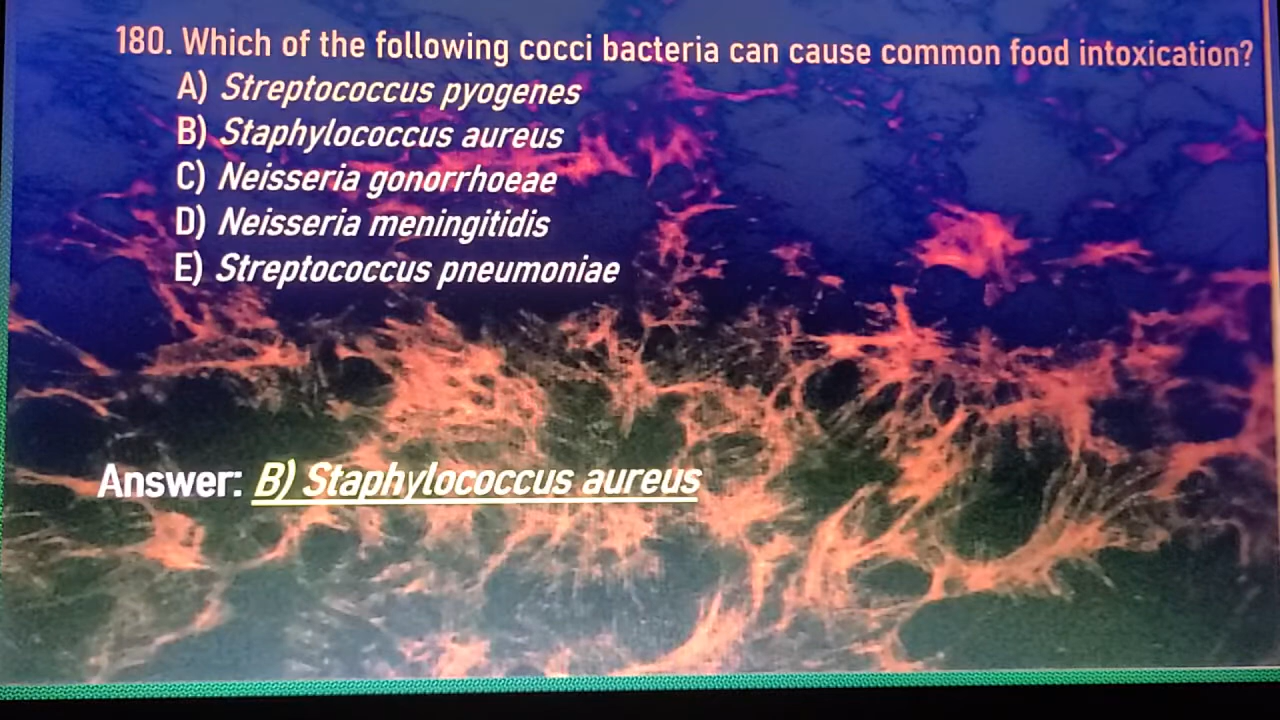 180. Which of the following cocci bacteria can cause common food intoxication?
A) Streptococcus pyogenes
B) Staphylococcus aureus
C) Neisseria gonorrhoeae
D) Neisseria meningitidis
E) Streptococcus pneumoniae
Answer: B) Staphylococcus aureus